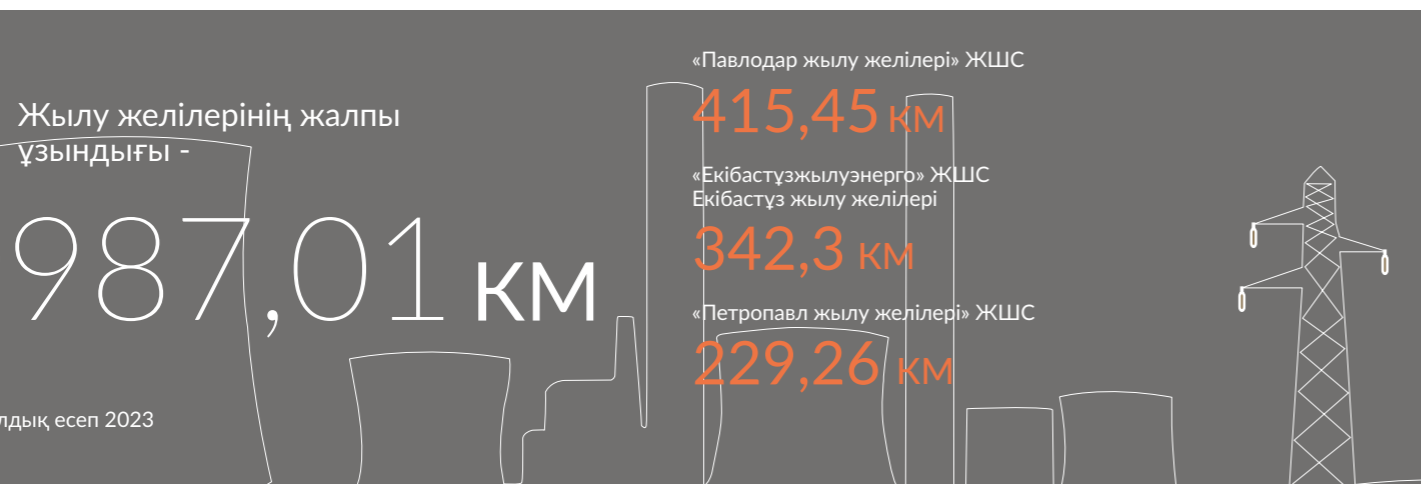 Жылу желілерінің жалпы
ұзындығы -
987,01 км
лдық есеп 2023
«Павлодар жылу желілері» ЖШС
415,45 км
«Екібастұзжылуэнерго» ЖШС
Екібастұз жылу желілері
342,3 км
«Петропавл жылу желілері» ЖШС
229,26 км